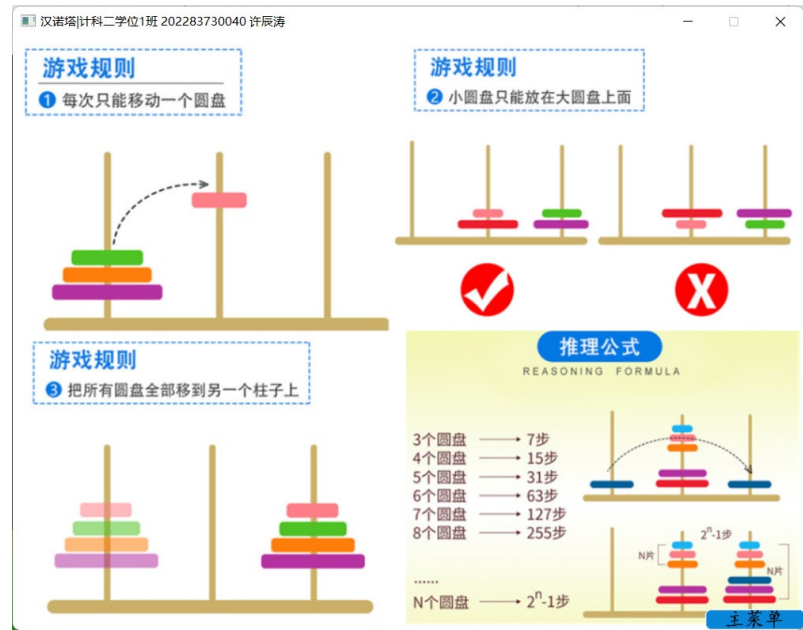 汉诺塔|计科二学位1班 202283730040 许辰涛
游戏规则
1 每次只能移动一个圆盘
游戏规则
2 小圆盘只能放在大圆盘上面
X
游戏规则
3 把所有圆盘全部移到另一个柱子上
推理公式
REASONING FORMULA
3个圆盘 → 7步
4个圆盘 → 15步
5个圆盘 → 31步
6个圆盘 → 63步
7个圆盘 → 127步
8个圆盘 → 255步
......
N个圆盘 → 2ⁿ-1步
2ⁿ-1步
N片
N片
主菜单